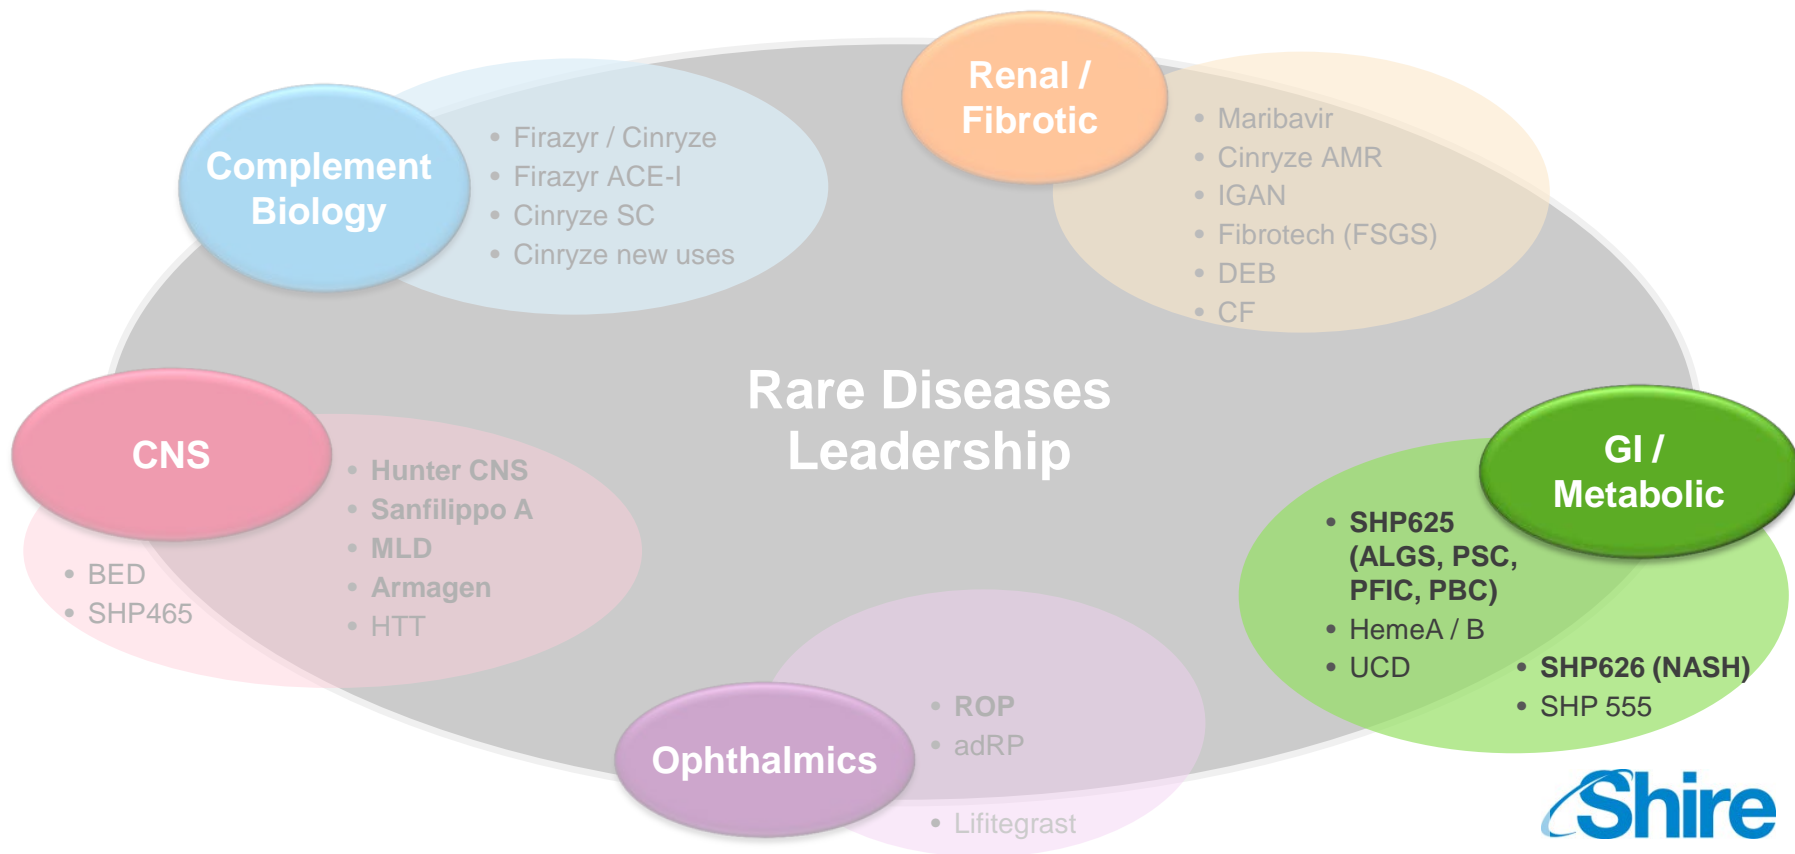 Complement
Biology
• Firazyr / Cinryze
• Firazyr ACE-I
• Cinryze SC
• Cinryze new uses
Renal /
Fibrotic
• Maribavir
• Cinryze AMR
• IGAN
• Fibrotech (FSGS)
• DEB
• CF
Rare Diseases
Leadership
CNS
• Hunter CNS
• Sanfilippo A
• MLD
• Armagen
• HTT
• BED
• SHP465
GI /
Metabolic
• SHP625
(ALGS, PSC,
PFIC, PBC)
• HemeA / B
• UCD
• SHP626 (NASH)
• SHP 555
Ophthalmics
• ROP
• adRP
• Lifitegrast
Shire